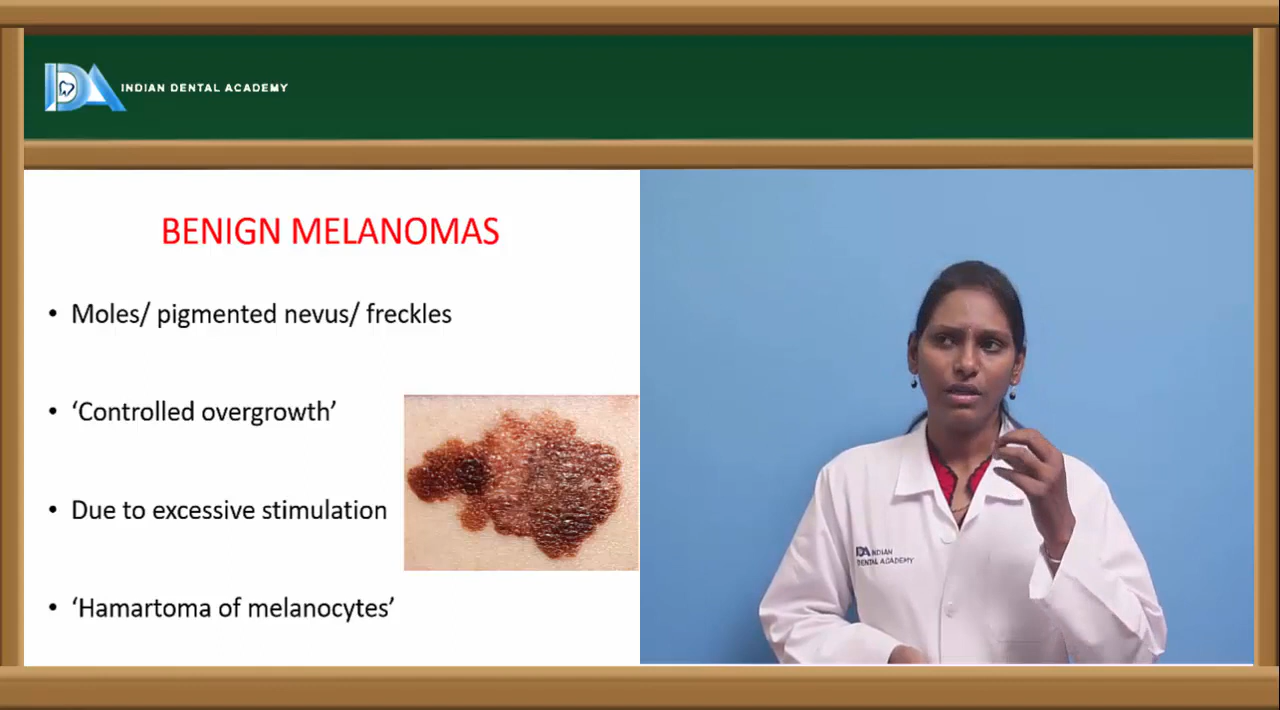 INDIAN DENTAL ACADEMY
BENIGN MELANOMAS
• Moles/ pigmented nevus/ freckles
• ‘Controlled overgrowth’
• Due to excessive stimulation
• ‘Hamartoma of melanocytes’
IDA INDIAN
DENTAL ACADEMY